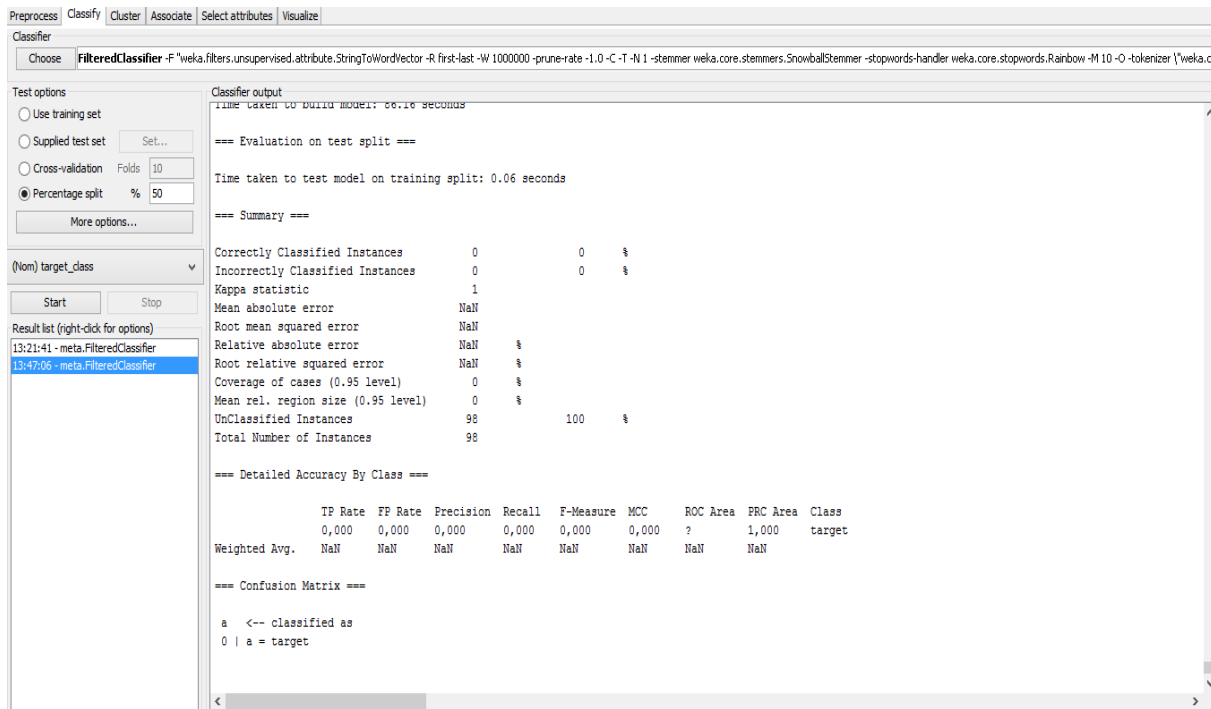 Preprocess Classify Cluster Associate Select attributes Visualize
Classifier
Choose FilteredClassifier -F "weka.filters.unsupervised.attribute.StringToWordVector -R first-last -W 1000000 -prune-rate -1.0 -C -T -N 1 -stemmer weka.core.stemmers.SnowballStemmer -stopwords-handler weka.core.stopwords.Rainbow -M 10 -O -tokenizer \"weka.c
Test options
Use training set
Supplied test set Set...
Cross-validation Folds 10
Percentage split % 50
More options...
(Nom) target_class
Start Stop
Result list (right-click for options)
13:21:41 - meta.FilteredClassifier
13:47:06 - meta.FilteredClassifier
Classifier output
Time taken to build model: 86.16 seconds
=== Evaluation on test split ===
Time taken to test model on training split: 0.06 seconds
=== Summary ===
Correctly Classified Instances 0 0 %
Incorrectly Classified Instances 0 0 %
Kappa statistic 1
Mean absolute error NaN
Root mean squared error NaN
Relative absolute error NaN %
Root relative squared error NaN %
Coverage of cases (0.95 level) 0 %
Mean rel. region size (0.95 level) 0 %
UnClassified Instances 98 100 %
Total Number of Instances 98
=== Detailed Accuracy By Class ===
TP Rate FP Rate Precision Recall F-Measure MCC ROC Area PRC Area Class
0,000 0,000 0,000 0,000 0,000 0,000 ? 1,000 target
Weighted Avg. NaN NaN NaN NaN NaN NaN NaN NaN
=== Confusion Matrix ===
a <-- classified as
0 | a = target